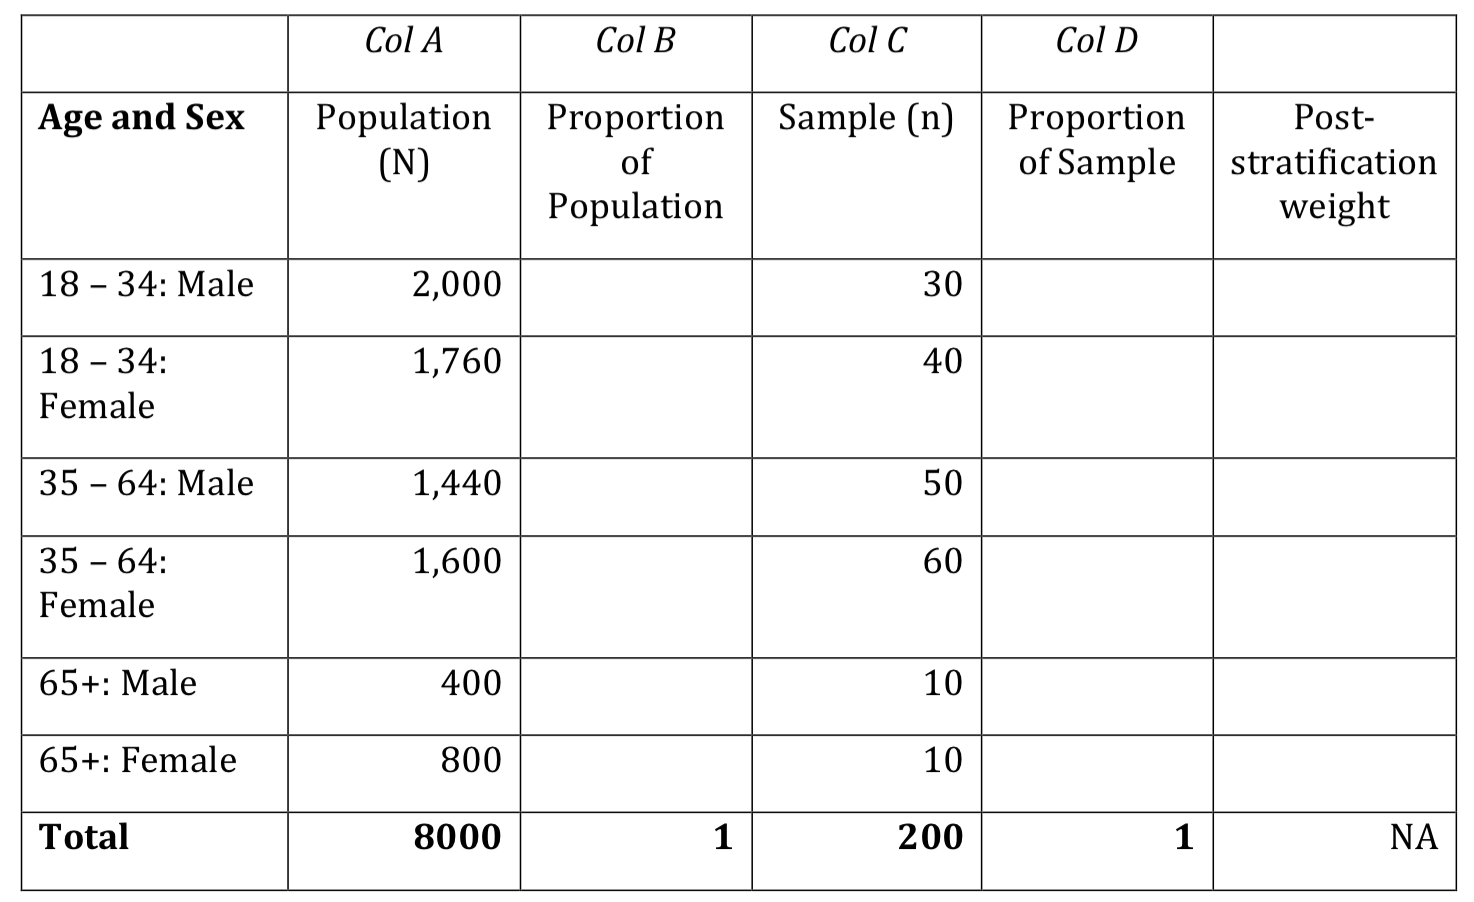 Col A Col B Col C Col D
Age and Sex Population Proportion Sample (n) Proportion Post-
(N) of of Sample stratification
Population weight
18 – 34: Male 2,000 30
18 – 34: 1,760 40
Female
35 – 64: Male 1,440 50
35 – 64: 1,600 60
Female
65+: Male 400 10
65+: Female 800 10
Total 8000 1 200 1 NA